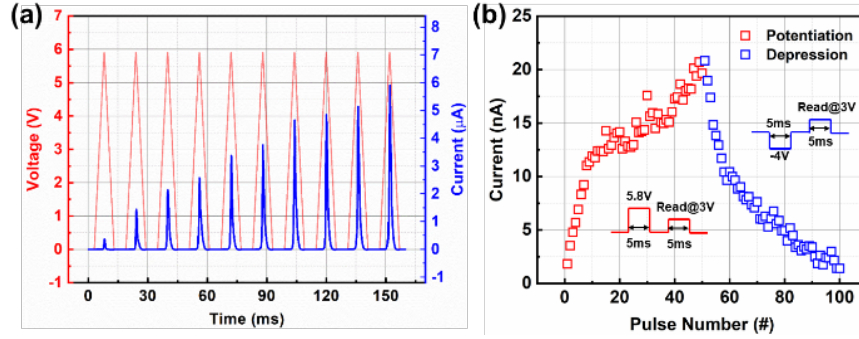 (a)
7
6
5
4
3
2
1
0
-1
Voltage (V)
8
7
6
5
4
3
2
1
0
-1
Current (μA)
0
30
60
90
120
150
Time (ms)
(b)
25
20
15
10
5
0
Current (nA)
Potentiation
Depression
Read@3V
5ms
5ms
-4V
5.8V
Read@3V
5ms
5ms
0
20
40
60
80
100
Pulse Number (#)